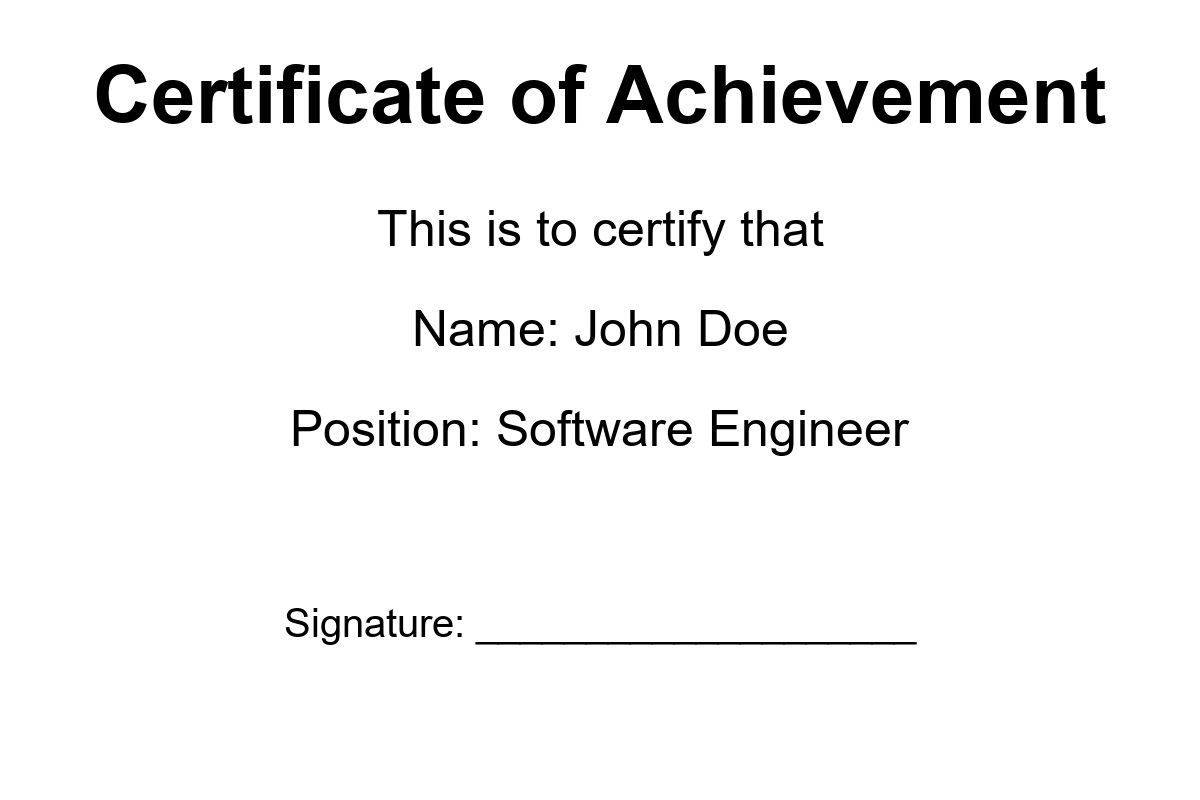 Certificate of Achievement
This is to certify that
Name: John Doe
Position: Software Engineer
Signature: ____________________